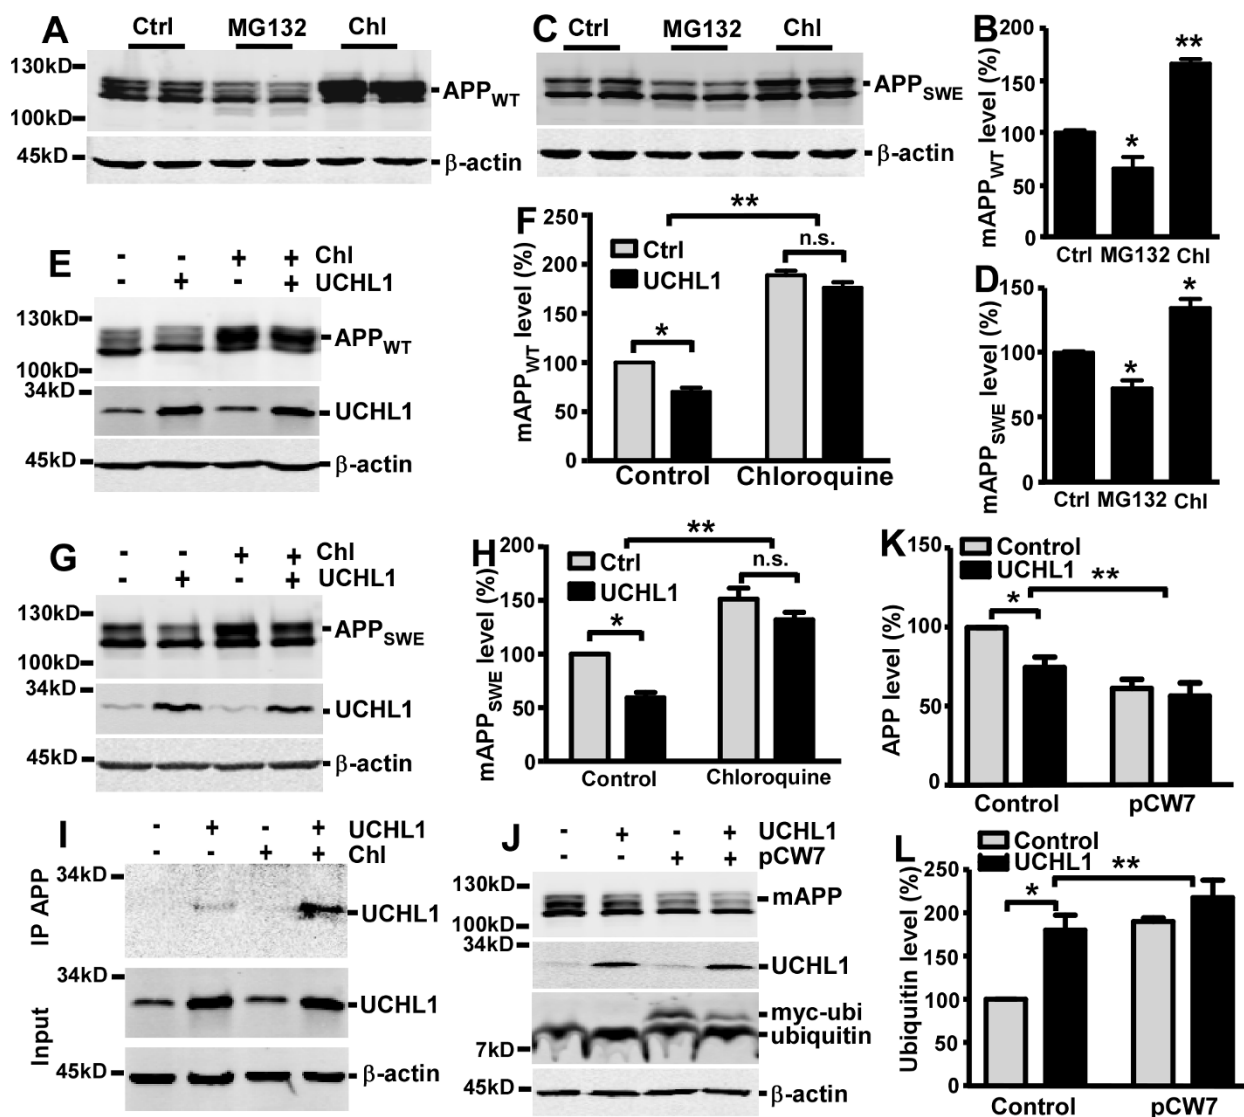 A
Ctrl MG132 Chl
130kD
100kD
APPWT
45kD
β-actin
C
Ctrl MG132 Chl
APPSWE
β-actin
B
mAPPWT level (%)
200
150
100
50
0
*
**
Ctrl MG132 Chl
E
- - + + Chl
- + - + UCHL1
130kD
100kD
APPWT
34kD
UCHL1
45kD
β-actin
F
mAPPWT level (%)
250
200
150
100
50
0
Ctrl
UCHL1
**
n.s.
*
Control Chloroquine
D
mAPPSWE level (%)
150
100
50
0
*
*
Ctrl MG132 Chl
G
- - + + Chl
- + - + UCHL1
130kD
100kD
APPSWE
34kD
UCHL1
45kD
β-actin
H
mAPPSWE level (%)
200
150
100
50
0
Ctrl
UCHL1
**
n.s.
*
Control Chloroquine
K
APP level (%)
150
100
50
0
Control
UCHL1
*
**
Control pCW7
I
- + - + UCHL1
- - + + Chl
IP APP
34kD
UCHL1
Input
34kD
UCHL1
45kD
β-actin
J
- + - + UCHL1
- - + + pCW7
130kD
100kD
mAPP
34kD
UCHL1
myc-ubi
ubiquitin
7kD
45kD
β-actin
L
Ubiquitin level (%)
250
200
150
100
50
0
Control
UCHL1
*
**
Control pCW7